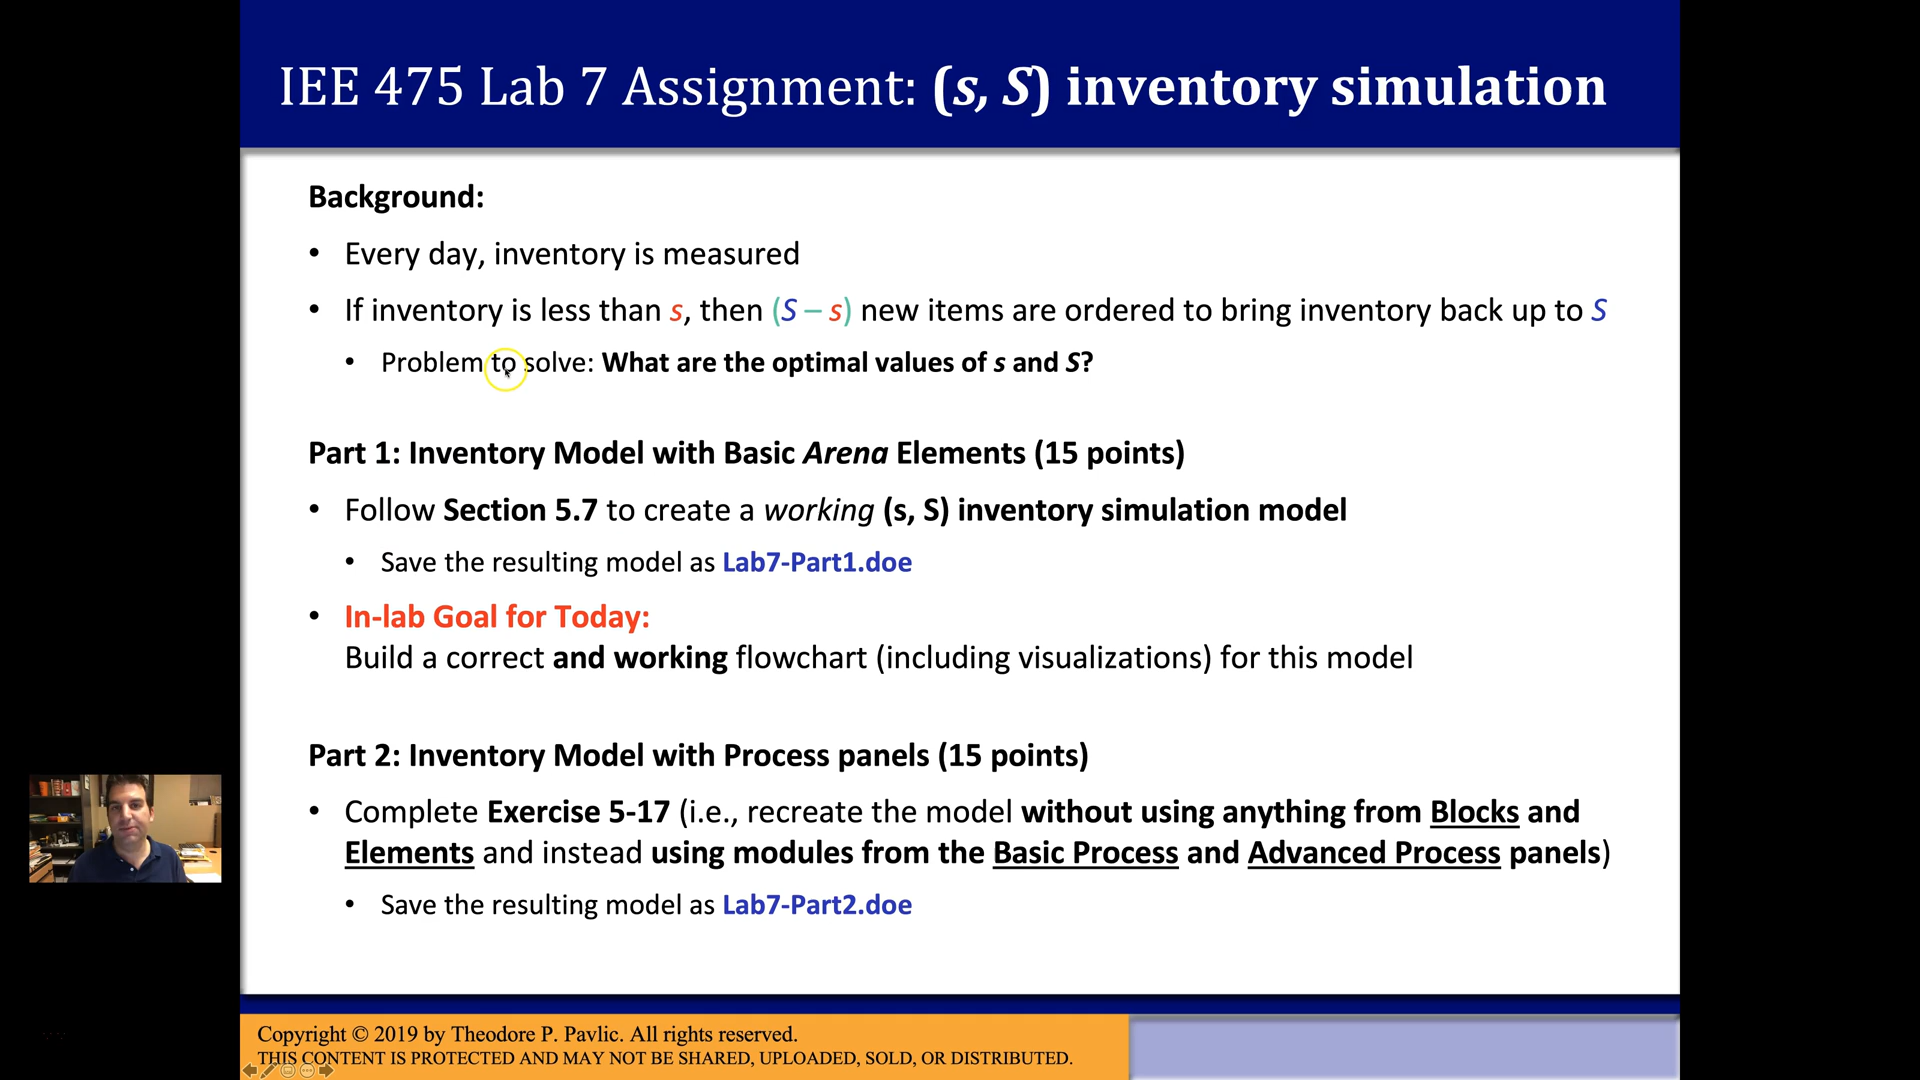 IEE 475 Lab 7 Assignment: (s, S) inventory simulation
Background:
• Every day, inventory is measured
• If inventory is less than s, then (S – s) new items are ordered to bring inventory back up to S
• Problem to solve: What are the optimal values of s and S?
Part 1: Inventory Model with Basic Arena Elements (15 points)
• Follow Section 5.7 to create a working (s, S) inventory simulation model
• Save the resulting model as Lab7-Part1.doe
• In-lab Goal for Today:
Build a correct and working flowchart (including visualizations) for this model
Part 2: Inventory Model with Process panels (15 points)
• Complete Exercise 5-17 (i.e., recreate the model without using anything from Blocks and
Elements and instead using modules from the Basic Process and Advanced Process panels)
• Save the resulting model as Lab7-Part2.doe
Copyright © 2019 by Theodore P. Pavlic. All rights reserved.
THIS CONTENT IS PROTECTED AND MAY NOT BE SHARED, UPLOADED, SOLD, OR DISTRIBUTED.